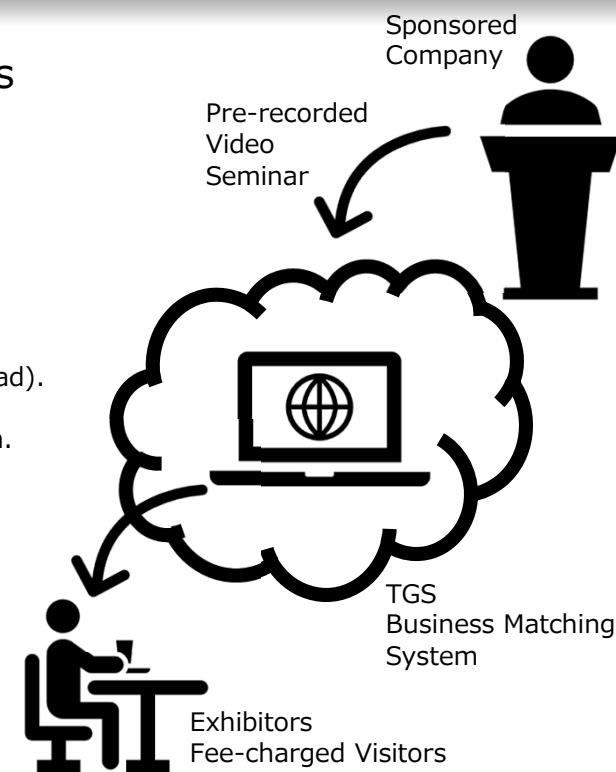 s
Sponsored
Company
Pre-recorded
Video
Seminar
ad).
.
TGS
Business Matching
System
Exhibitors
Fee-charged Visitors